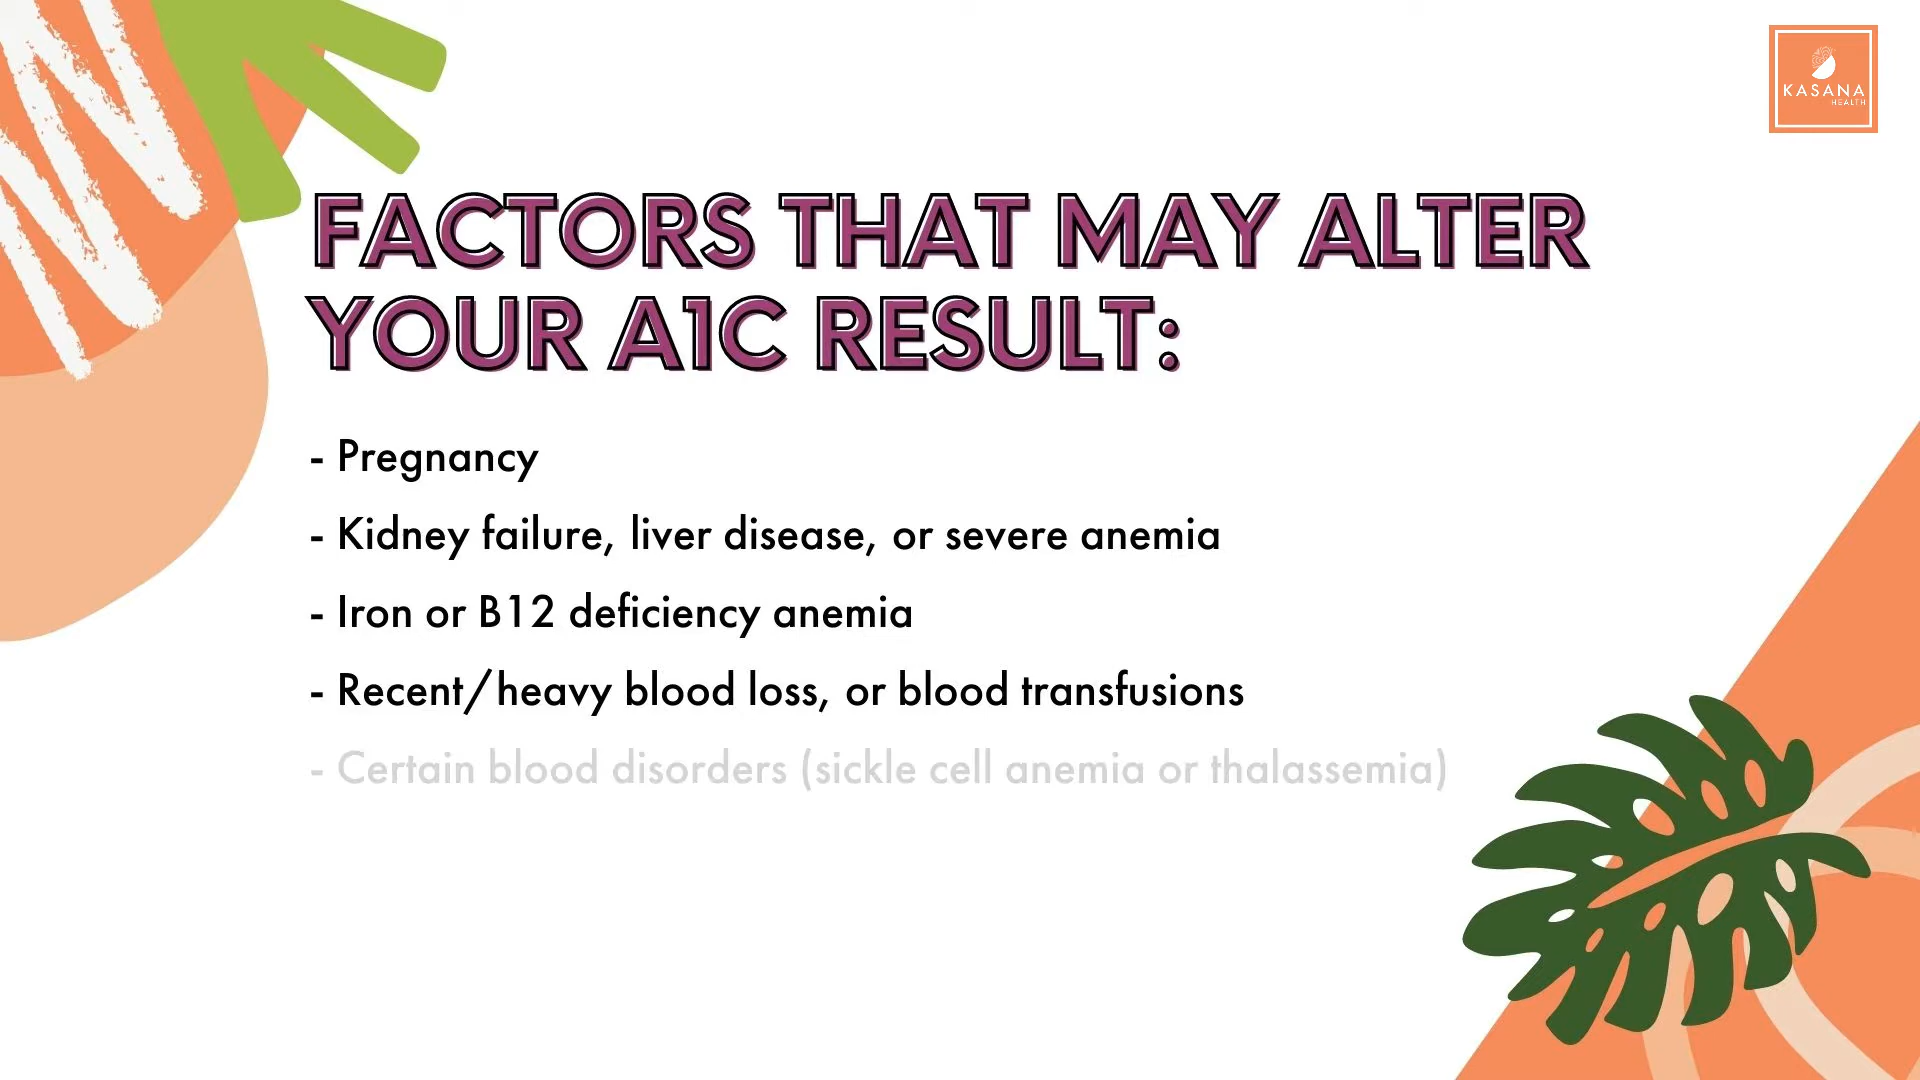 KASANA
HEALTH
FACTORS THAT MAY ALTER
YOUR A1C RESULT:
- Pregnancy
- Kidney failure, liver disease, or severe anemia
- Iron or B12 deficiency anemia
- Recent/heavy blood loss, or blood transfusions
- Certain blood disorders (sickle cell anemia or thalassemia)